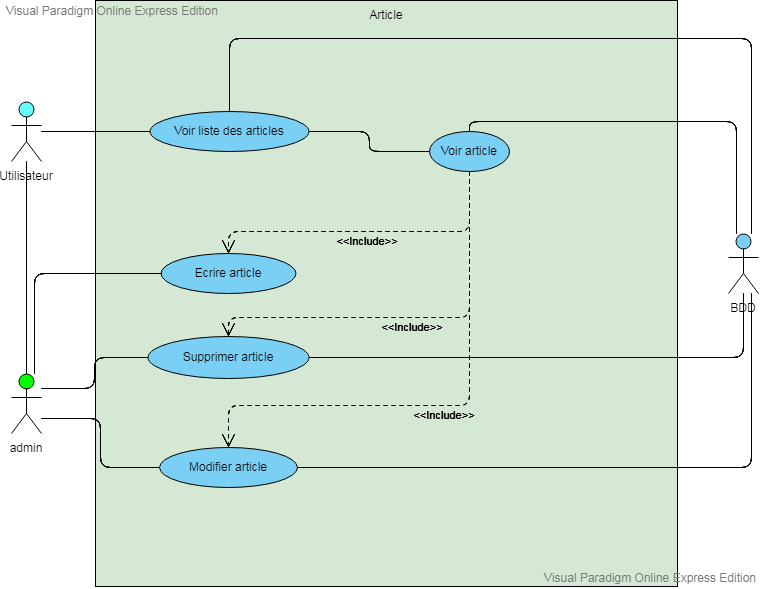 Visual Paradigm Online Express Edition
Article
Voir liste des articles
Voir article
Utilisateur
<<Include>>
Ecrire article
BDD
<<Include>>
Supprimer article
<<Include>>
admin
Modifier article
Visual Paradigm Online Express Edition